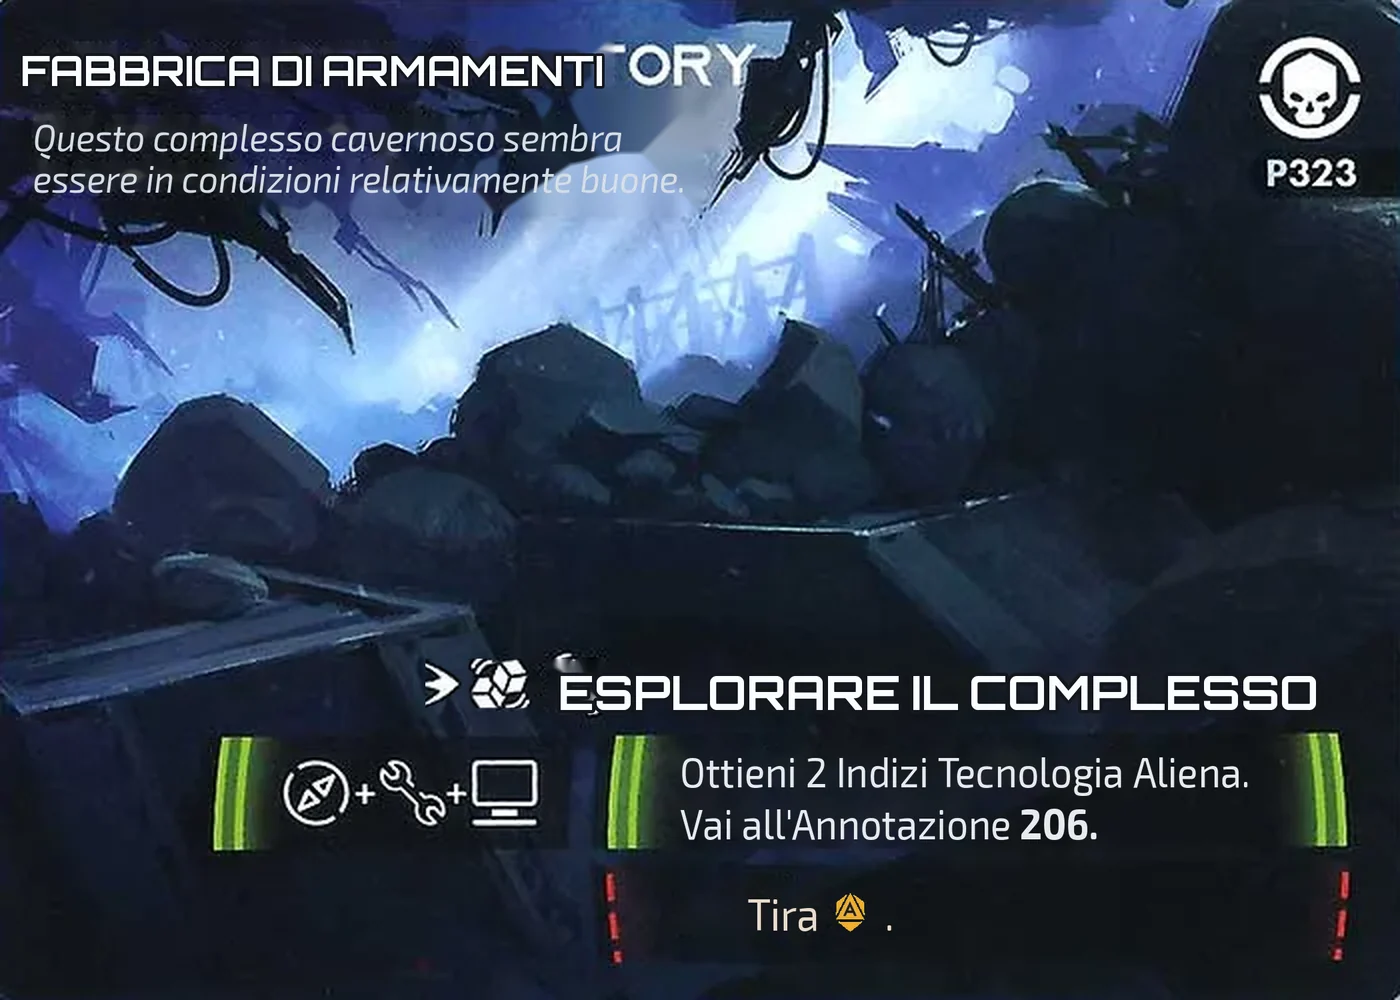 FABBRICA DI ARMAMENTI TORY
Questo complesso cavernoso sembra
essere in condizioni relativamente buone.
P323
ESPLORARE IL COMPLESSO
+ +
Ottieni 2 Indizi Tecnologia Aliena.
Vai all'Annotazione 206.
Tira A .